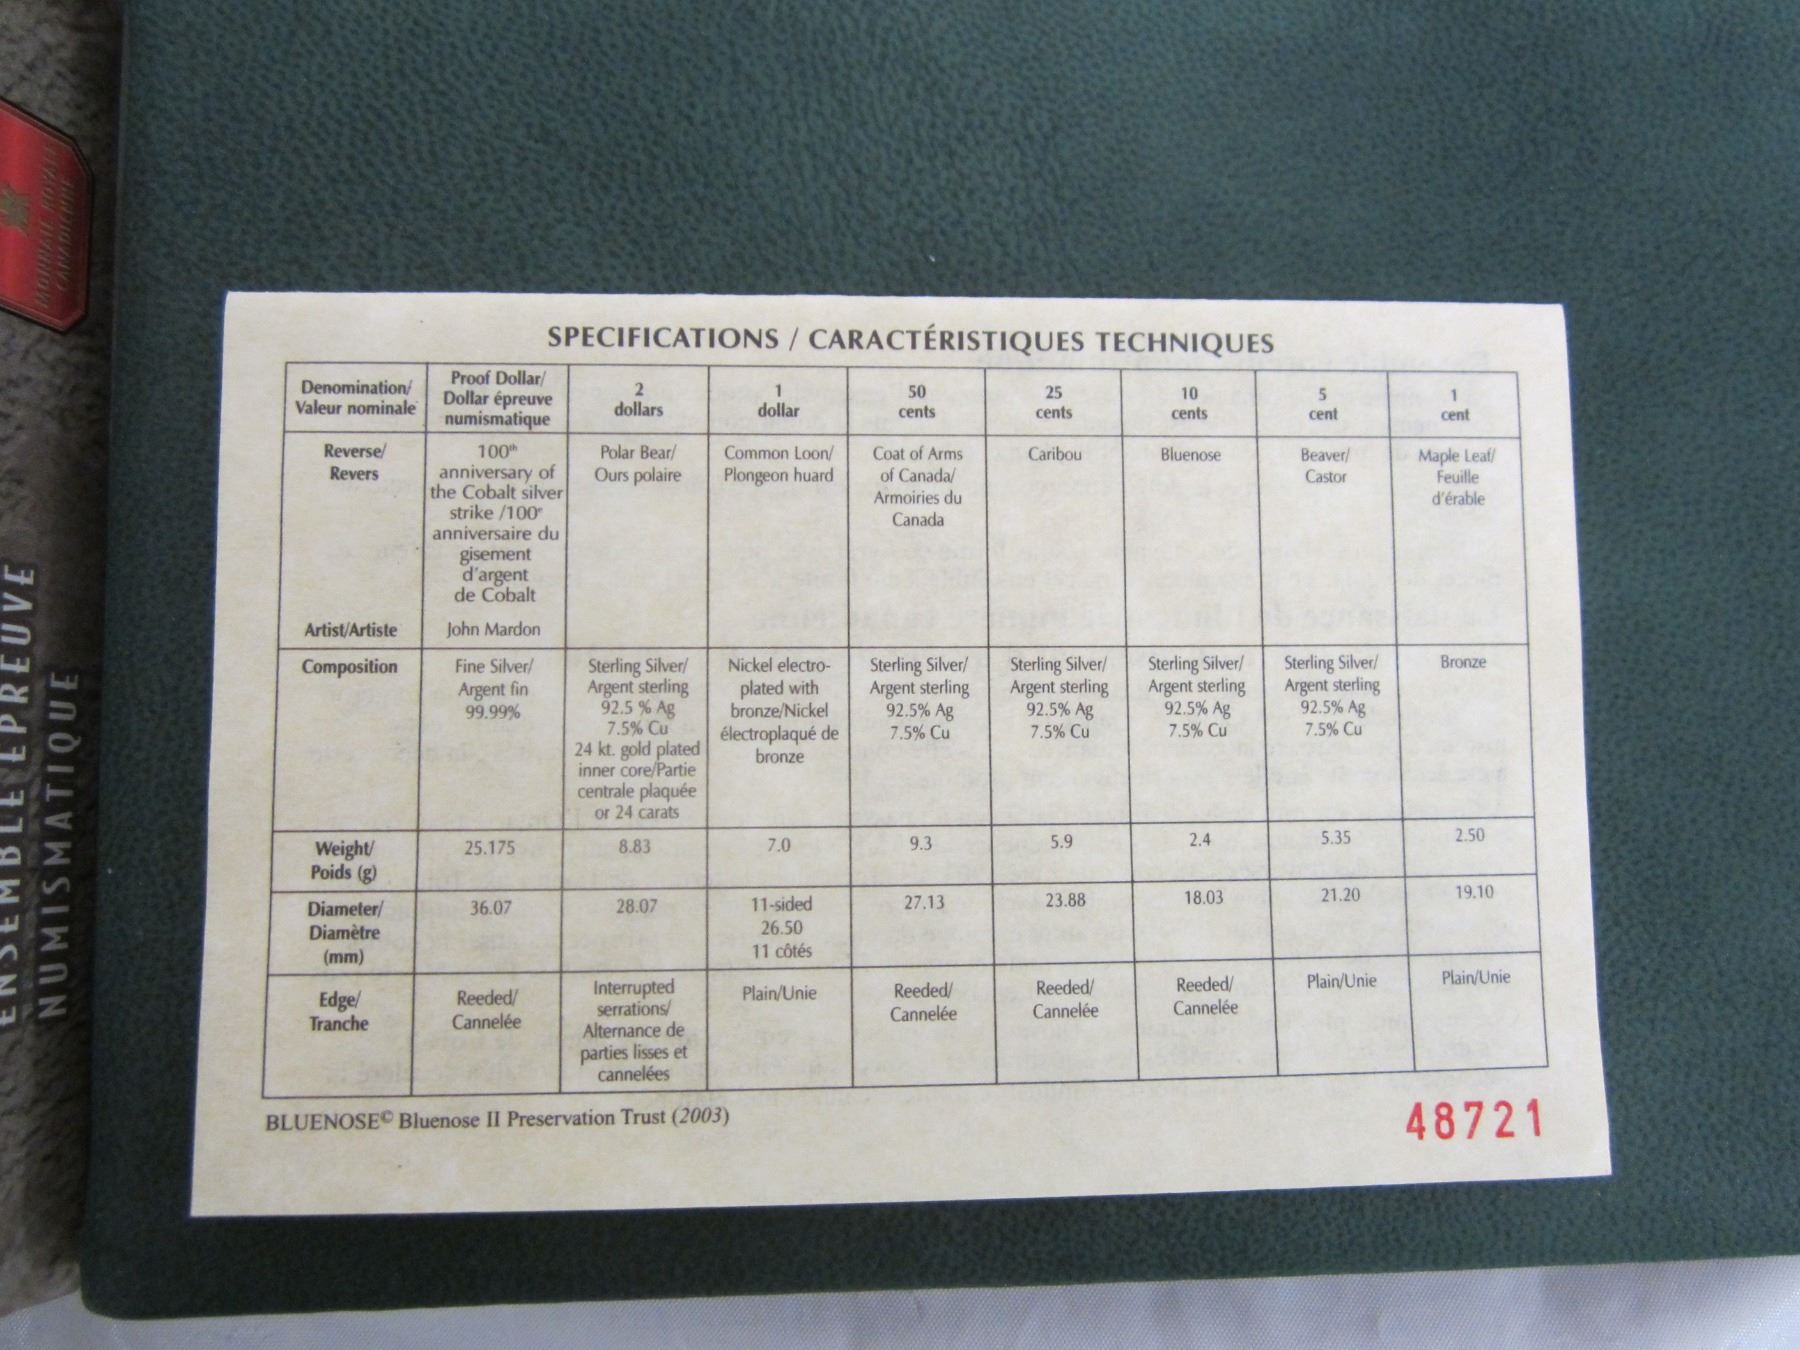 MONNAIE ROYALE
CANADIENNE
ENSEMBLE ÉPREUVE
NUMISMATIQUE
SPECIFICATIONS / CARACTÉRISTIQUES TECHNIQUES
Denomination/
Valeur nominale
Proof Dollar/
Dollar épreuve
numismatique
2
dollars
1
dollar
50
cents
25
cents
10
cents
5
cent
1
cent
Reverse/
Revers
100th
anniversary of
the Cobalt silver
strike /100e
anniversaire du
gisement
d'argent
de Cobalt
Polar Bear/
Ours polaire
Common Loon/
Plongeon huard
Coat of Arms
of Canada/
Armoiries du
Canada
Caribou
Bluenose
Beaver/
Castor
Maple Leaf/
Feuille
d'érable
Artist/Artiste
John Mardon
Composition
Fine Silver/
Argent fin
99.99%
Sterling Silver/
Argent sterling
92.5 % Ag
7.5% Cu
24 kt. gold plated
inner core/Partie
centrale plaquée
or 24 carats
Nickel electro-
plated with
bronze/Nickel
électroplaqué de
bronze
Sterling Silver/
Argent sterling
92.5% Ag
7.5% Cu
Sterling Silver/
Argent sterling
92.5% Ag
7.5% Cu
Sterling Silver/
Argent sterling
92.5% Ag
7.5% Cu
Sterling Silver/
Argent sterling
92.5% Ag
7.5% Cu
Bronze
Weight/
Poids (g)
25.175
8.83
7.0
9.3
5.9
2.4
5.35
2.50
Diameter/
Diamètre
(mm)
36.07
28.07
11-sided
26.50
11 côtés
27.13
23.88
18.03
21.20
19.10
Edge/
Tranche
Reeded/
Cannelée
Interrupted
serrations/
Alternance de
parties lisses et
cannelées
Plain/Unie
Reeded/
Cannelée
Reeded/
Cannelée
Reeded/
Cannelée
Plain/Unie
Plain/Unie
BLUENOSE© Bluenose II Preservation Trust (2003)
48721